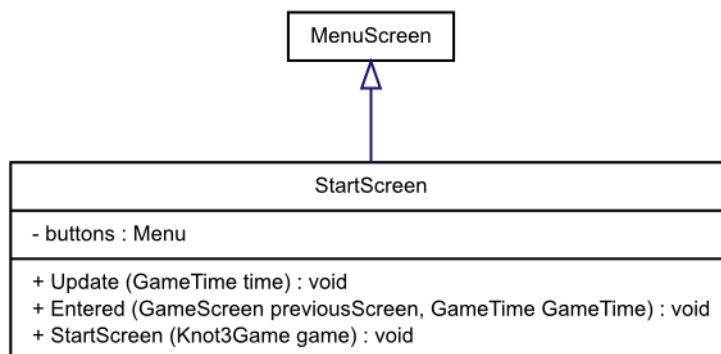 MenuScreen
StartScreen
- buttons : Menu
+ Update (GameTime time) : void
+ Entered (GameScreen previousScreen, GameTime GameTime) : void
+ StartScreen (Knot3Game game) : void